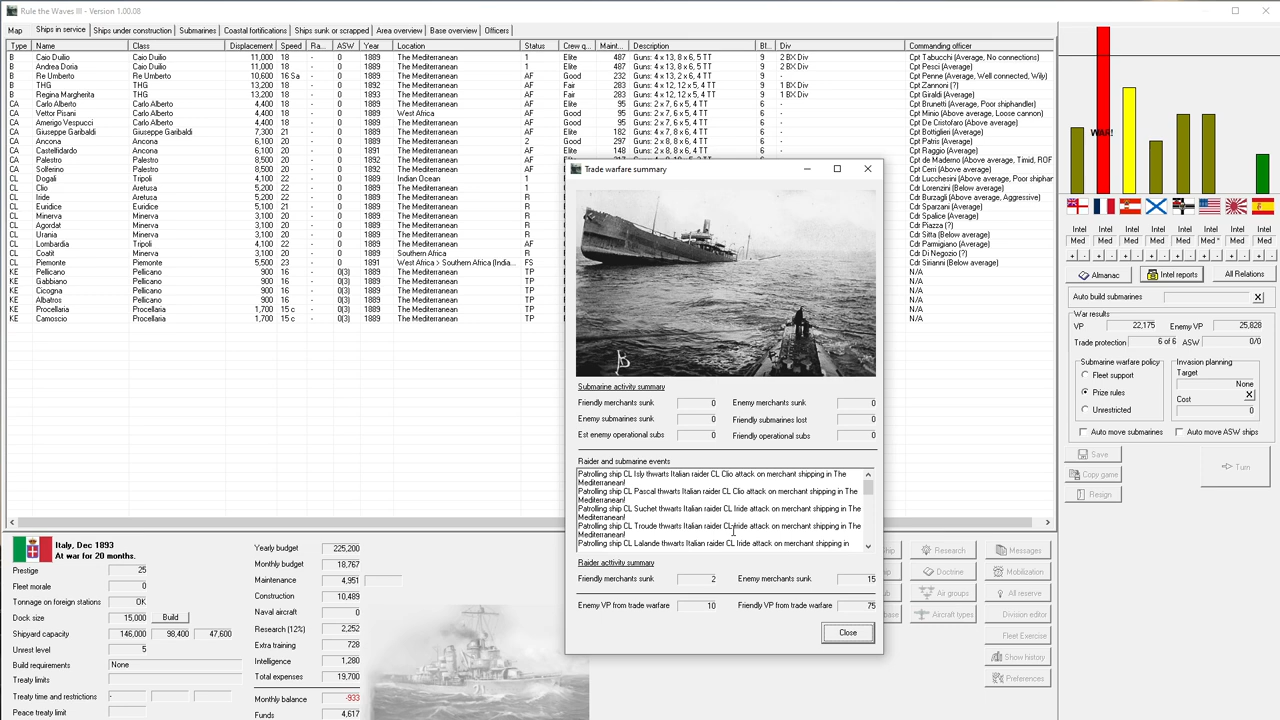 Rule the Waves III - Version 1.00.08
Map Ships in service Ships under construction Submarines Coastal fortifications Ships sunk or scrapped Area overview Base overview Officers
Type Name Class Displacement Speed Ra... ASW Year Location Status Crew q... Maint... Description Bl... Div Commanding officer
B Caio Duilio Caio Duilio 11,000 18 - 0 1889 The Mediterranean 1 Elite 487 Guns: 4 x 13, 8 x 6, 5 TT 9 2 BX Div Cpt Tabucchi (Average, No connections)
B Andrea Doria Caio Duilio 11,000 18 - 0 1889 The Mediterranean 1 Elite 487 Guns: 4 x 13, 8 x 6, 5 TT 9 2 BX Div Cpt Pesci (Average)
B Re Umberto Re Umberto 10,600 16 Sa - 0 1889 The Mediterranean AF Good 232 Guns: 4 x 13, 2 x 6, 4 TT 9 - Cpt Penne (Average, Well connected, Wily)
B THG THG 13,200 18 - 0 1892 The Mediterranean AF Fair 283 Guns: 4 x 12, 12 x 5, 4 TT 9 1 BX Div Cpt Zannoni (?)
B Regina Margherita THG 13,200 18 - 0 1893 The Mediterranean AF Fair 283 Guns: 4 x 12, 12 x 5, 4 TT 9 1 BX Div Cpt Giraldi (Average)
CA Carlo Alberto Carlo Alberto 4,400 18 - 0 1889 The Mediterranean AF Elite 95 Guns: 2 x 7, 6 x 5, 4 TT 6 - Cpt Brunetti (Average, Poor shiphandler)
CA Vettor Pisani Carlo Alberto 4,400 18 - 0 1889 West Africa AF Good 95 Guns: 2 x 7, 6 x 5, 4 TT 6 - Cpt Minio (Above average, Loose cannon)
CA Amerigo Vespucci Carlo Alberto 4,400 18 - 0 1889 The Mediterranean AF Good 95 Guns: 2 x 7, 6 x 5, 4 TT 6 - Cpt De Cristofaro (Above average)
CA Giuseppe Garibaldi Giuseppe Garibaldi 7,300 21 - 0 1889 The Mediterranean AF Elite 182 Guns: 4 x 7, 8 x 6, 4 TT 6 - Cpt Bottiglieri (Above average)
CA Ancona Ancona 6,100 20 - 0 1889 The Mediterranean 2 Good 297 Guns: 2 x 8, 8 x 6, 4 TT 6 - Cpt Patris (Average)
CA Castelfidardo Ancona 6,100 20 - 0 1891 The Mediterranean AF Elite 148 Guns: 2 x 8, 8 x 6, 4 TT 6 - Cpt Raggio (Average)
CA Palestro Palestro 8,500 20 - 0 1892 The Mediterranean AF Cpt de Maderno (Average, Timid, ROF
CA Solferino Palestro 8,500 20 - 0 1892 The Mediterranean AF Cpt Cerri (Above average)
CL Dogali Tripoli 4,100 22 - 0 1889 Indian Ocean 1 Cdr Lucchesini (Above average, Poor shiphar
CL Clio Aretusa 5,200 22 - 0 1889 The Mediterranean 1 Cdr Lorenzini (Below average)
CL Iride Aretusa 5,200 22 - 0 1889 The Mediterranean R Cdr Burzagli (Above average, Aggressive)
CL Euridice Euridice 3,000 20 - 0 1889 The Mediterranean R Cdr Sparzani (Average)
CL Minerva Minerva 3,100 20 - 0 1889 The Mediterranean R Cdr Spalice (Average)
CL Agordat Minerva 3,100 20 - 0 1889 The Mediterranean R Cdr Piazza (?)
CL Urania Minerva 3,100 20 - 0 1889 The Mediterranean R Cdr Sitta (Below average)
CL Lombardia Tripoli 4,100 22 - 0 1889 The Mediterranean AF Cdr Parmigiano (Average)
CL Coatit Minerva 3,100 20 - 0 1889 Southern Africa AF Cdr Di Negozio (?)
CL Piemonte Piemonte 5,500 23 - 0 1891 West Africa > Southern Africa (India... FS Cdr Sirianni (Below average)
KE Pellicano Pellicano 900 16 - 0(3) 1889 The Mediterranean TP N/A
KE Gabbiano Pellicano 900 16 - 0(3) 1889 The Mediterranean TP N/A
KE Cicogna Pellicano 900 16 - 0(3) 1889 The Mediterranean TP N/A
KE Albatros Pellicano 900 16 - 0(3) 1889 The Mediterranean TP N/A
KE Procellaria Procellaria 1,700 15 c - 0(3) 1889 The Mediterranean TP N/A
KE Camoscio Procellaria 1,700 15 c - 0(3) 1889 The Mediterranean TP N/A
Trade warfare summary
Submarine activity summary
Friendly merchants sunk 0 Enemy merchants sunk 0
Enemy submarines sunk 0 Friendly submarines lost 0
Est enemy operational subs 0 Friendly operational subs 0
Raider and submarine events
Patrolling ship CL Isly thwarts Italian raider CL Clio attack on merchant shipping in The
Mediterranean!
Patrolling ship CL Pascal thwarts Italian raider CL Clio attack on merchant shipping in The
Mediterranean!
Patrolling ship CL Suchet thwarts Italian raider CL Iride attack on merchant shipping in The
Mediterranean!
Patrolling ship CL Troude thwarts Italian raider CL Iride attack on merchant shipping in The
Mediterranean!
Patrolling ship CL Lalande thwarts Italian raider CL Iride attack on merchant shipping in
Raider acttivity summary
Friendly merchants sunk 2 Enemy merchants sunk 15
Enemy VP from trade warfare 10 Friendly VP from trade warfare 75
Close
WAR!
Intel Intel Intel Intel Intel Intel Intel Intel
Med Med Med Med Med Med * Med Med
+ - + - + - + - + - + - + - + -
Almanac Intel reports All Relations
Auto build submarines X
War results
VP 22,175 Enemy VP 25,828
Trade protection 6 of 6 ASW 0/0
Submarine warfare policy
Fleet support
Prize rules
Unrestricted
Invasion planning
Target
None
Cost X
0
Auto move submarines Auto move ASW ships
Save
Copy game
Resign
Turn
Italy, Dec 1893
At war for 20 months.
Prestige 25
Fleet morale 0
Tonnage on foreign stations OK
Dock size 15,000 Build
Shipyard capacity 146,000 98,400 47,600
Unrest level 5
Build requirements None
Treaty limits
Treaty time and restrictions -
Peace treaty limit
Yearly budget 225,200
Monthly budget 18,767
Maintenance 4,951
Construction 10,489
Naval aircraft 0
Research (12%) 2,252
Extra training 728
Intelligence 1,280
Total expenses 19,700
Monthly balance -933
Funds 4,617
hip Research Messages
Doctrine Mobilization
Air groups All reserve
base Aircraft types Division editor
Fleet Exercise
Show history
Preferences